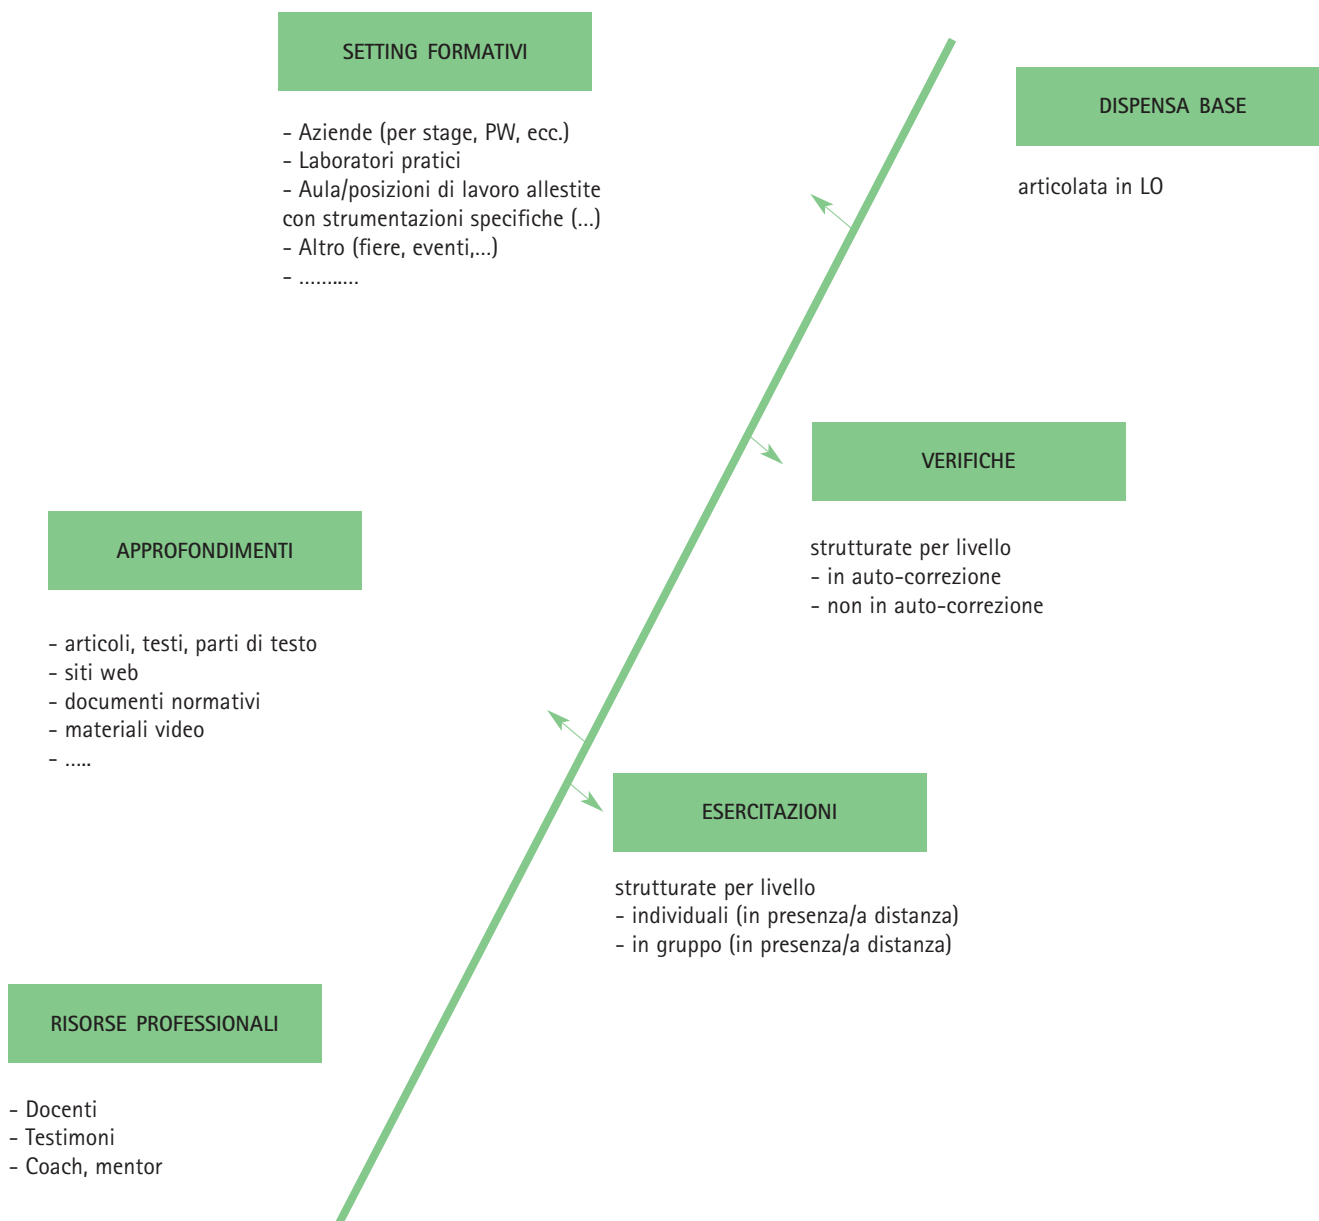 SETTING FORMATIVI
- Aziende (per stage, PW, ecc.)
- Laboratori pratici
- Aula/posizioni di lavoro allestite
con strumentazioni specifiche (...)
- Altro (fiere, eventi,...)
- ...........
DISPENSA BASE
articolata in LO
VERIFICHE
strutturate per livello
- in auto-correzione
- non in auto-correzione
APPROFONDIMENTI
- articoli, testi, parti di testo
- siti web
- documenti normativi
- materiali video
- .....
ESERCITAZIONI
strutturate per livello
- individuali (in presenza/a distanza)
- in gruppo (in presenza/a distanza)
RISORSE PROFESSIONALI
- Docenti
- Testimoni
- Coach, mentor